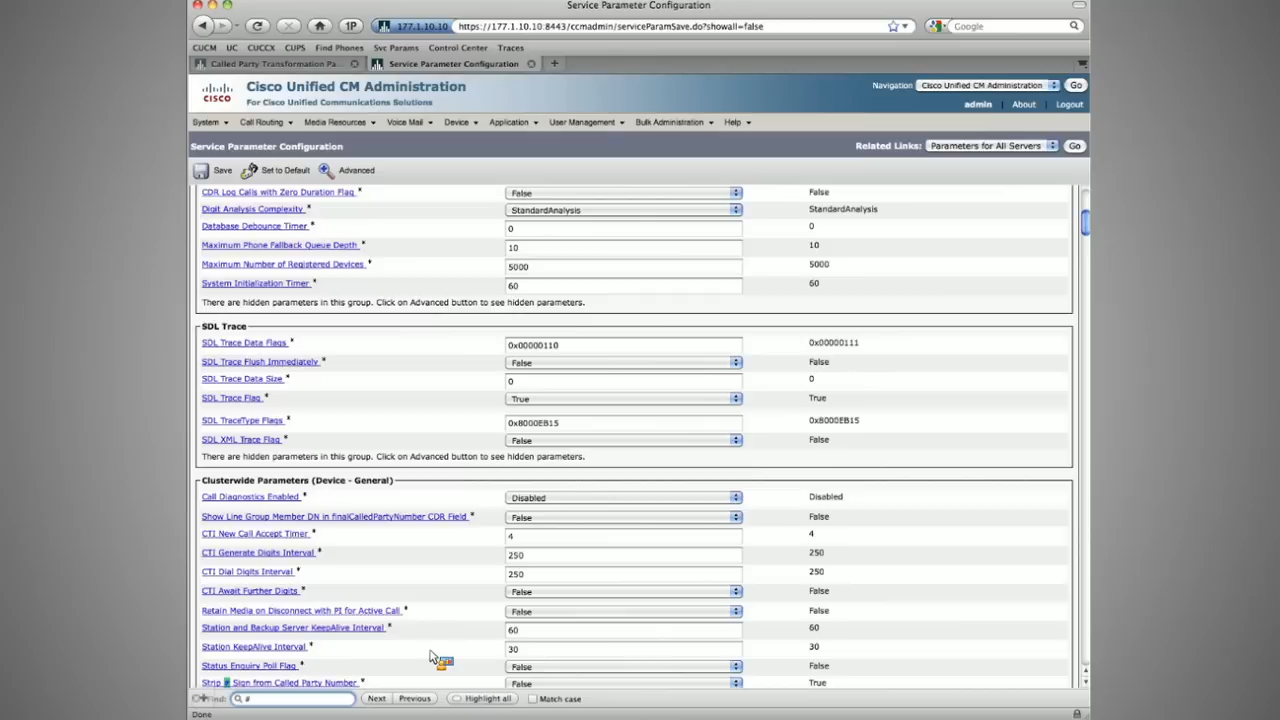 Service Parameter Configuration
177.1.10.10 https://177.1.10.10:8443/ccmadmin/serviceParamSave.do?showall=false Google
CUCM UC CUCCX CUPS Find Phones Svc Params Control Center Traces
Called Party Transformation Pa... Service Parameter Configuration
Cisco Unified CM Administration
Navigation Cisco Unified CM Administration Go
CISCO For Cisco Unified Communications Solutions
admin About Logout
System Call Routing Media Resources Voice Mail Device Application User Management Bulk Administration Help
Service Parameter Configuration Related Links: Parameters for All Servers Go
Save Set to Default Advanced
CDR Log Calls with Zero Duration Flag * False False
Digit Analysis Complexity * StandardAnalysis StandardAnalysis
Database Debounce Timer * 0 0
Maximum Phone Fallback Queue Depth * 10 10
Maximum Number of Registered Devices * 5000 5000
System Initialization Timer * 60 60
There are hidden parameters in this group. Click on Advanced button to see hidden parameters.
SDL Trace
SDL Trace Data Flags * 0x00000110 0x00000111
SDL Trace Flush Immediately * False False
SDL Trace Data Size * 0 0
SDL Trace Flag * True True
SDL TraceType Flags * 0x8000EB15 0x8000EB15
SDL XML Trace Flag * False False
There are hidden parameters in this group. Click on Advanced button to see hidden parameters.
Clusterwide Parameters (Device - General)
Call Diagnostics Enabled * Disabled Disabled
Show Line Group Member DN in finalCalledPartyNumber CDR Field * False False
CTI New Call Accept Timer * 4 4
CTI Generate Digits Interval * 250 250
CTI Dial Digits Interval * 250 250
CTI Await Further Digits * False False
Retain Media on Disconnect with PI for Active Call * False False
Station and Backup Server KeepAlive Interval * 60 60
Station KeepAlive Interval * 30 30
Status Enquiry Poll Flag * False False
Strip # Sign from Called Party Number * False True
Find: # Next Previous Highlight all Match case
Done